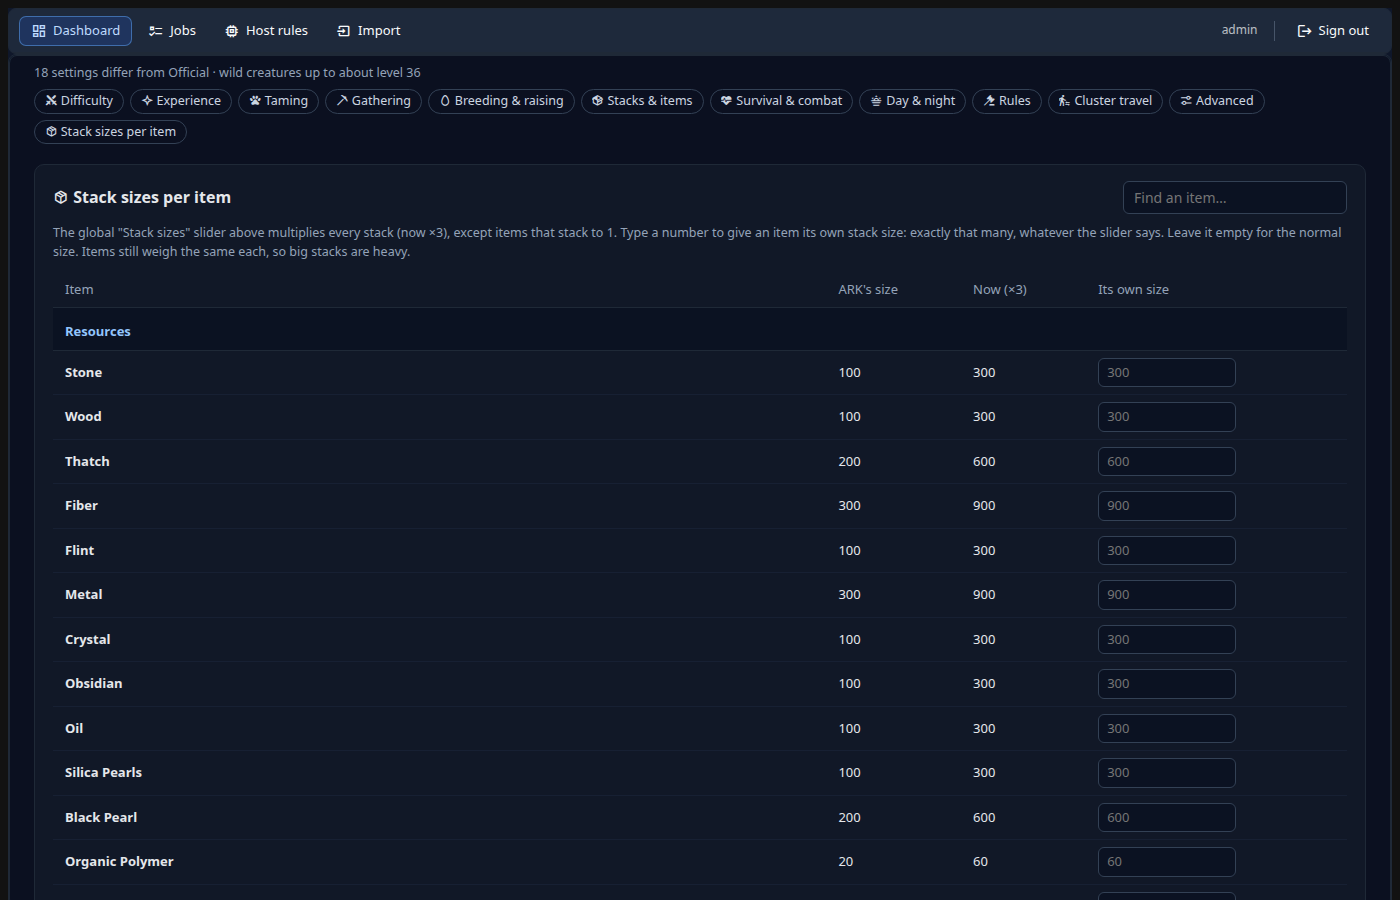 Dashboard Jobs Host rules Import admin Sign out
18 settings differ from Official · wild creatures up to about level 36
Difficulty Experience Taming Gathering Breeding & raising Stacks & items Survival & combat Day & night Rules Cluster travel Advanced
Stack sizes per item
Stack sizes per item Find an item...
The global "Stack sizes" slider above multiplies every stack (now ×3), except items that stack to 1. Type a number to give an item its own stack size: exactly that many, whatever the slider says. Leave it empty for the normal
size. Items still weigh the same each, so big stacks are heavy.
Item ARK's size Now (×3) Its own size
Resources
Stone 100 300 300
Wood 100 300 300
Thatch 200 600 600
Fiber 300 900 900
Flint 100 300 300
Metal 300 900 900
Crystal 100 300 300
Obsidian 100 300 300
Oil 100 300 300
Silica Pearls 100 300 300
Black Pearl 200 600 600
Organic Polymer 20 60 60